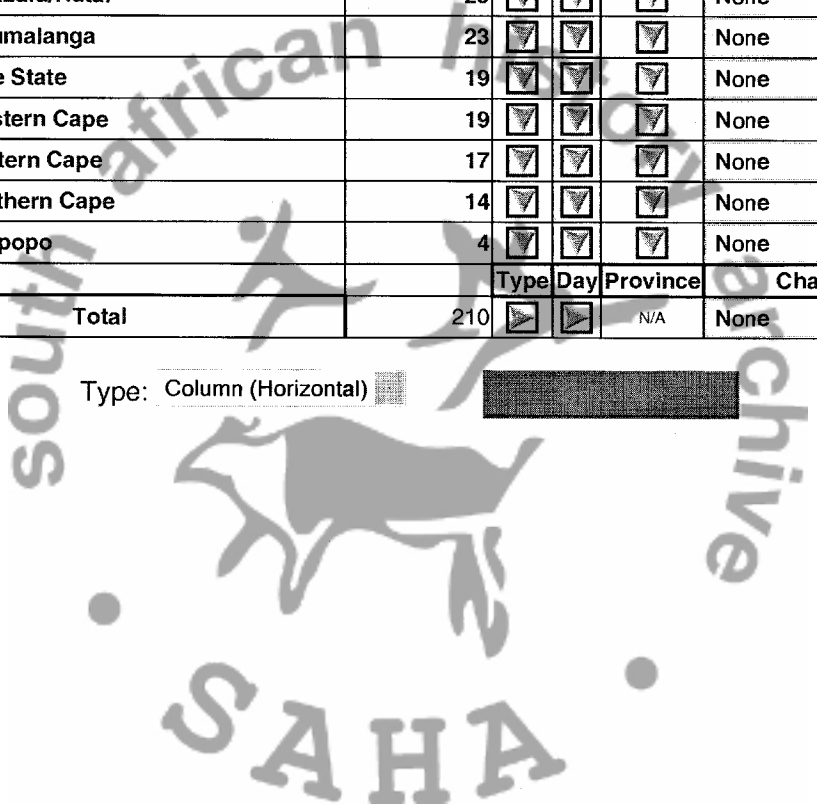 umalanga 23 None
e State 19 None
stern Cape 19 None
tern Cape 17 None
thern Cape 14 None
popo 4 None
Type Day Province Cha
Total 210 N/A None
Type: Column (Horizontal)
south african history archive
SAHA